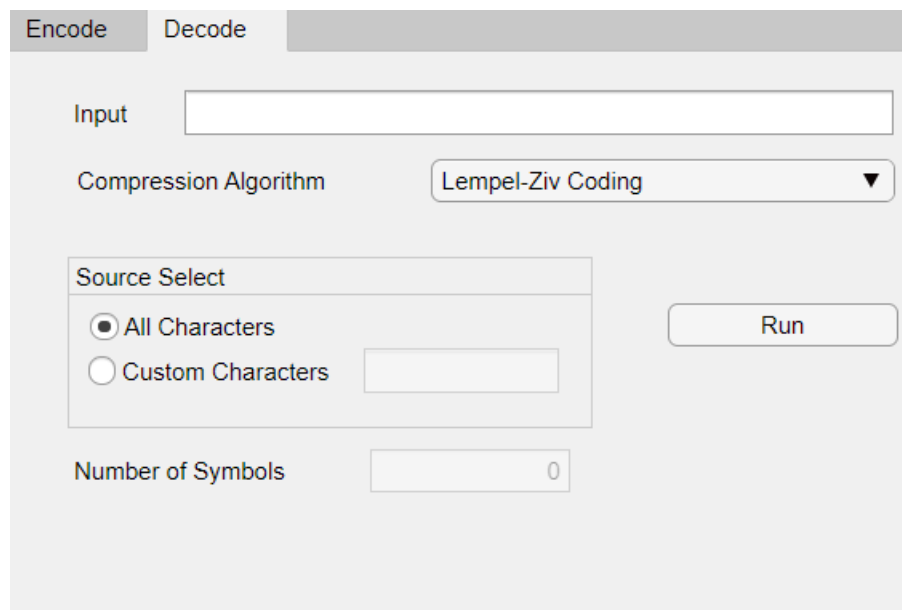 Encode Decode
Input
Compression Algorithm Lempel-Ziv Coding
Source Select
All Characters
Run
Custom Characters
Number of Symbols 0